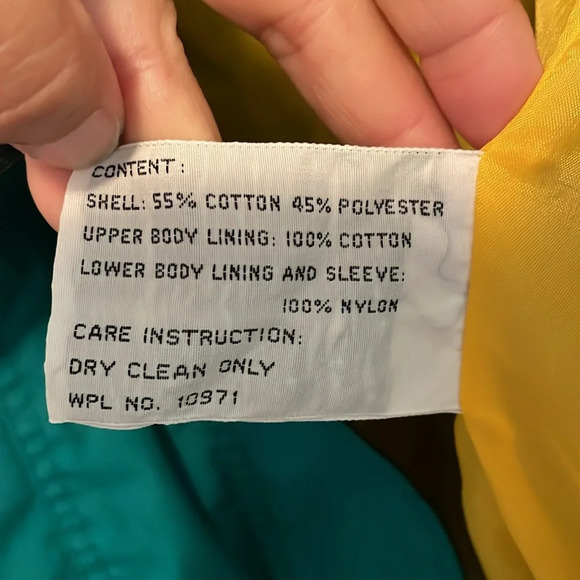 CONTENT:
SHELL: 55% COTTON 45% POLYESTER
UPPER BODY LINING: 100% COTTON
LOWER BODY LINING AND SLEEVE:
100% NYLON
CARE INSTRUCTION:
DRY CLEAN ONLY
WPL NO. 10971